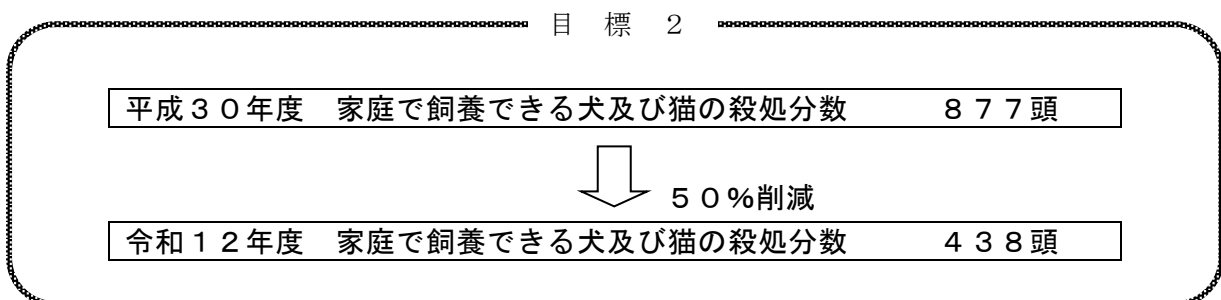 目 標 2
平成30年度 家庭で飼養できる犬及び猫の殺処分数 877頭
50%削減
令和12年度 家庭で飼養できる犬及び猫の殺処分数 438頭